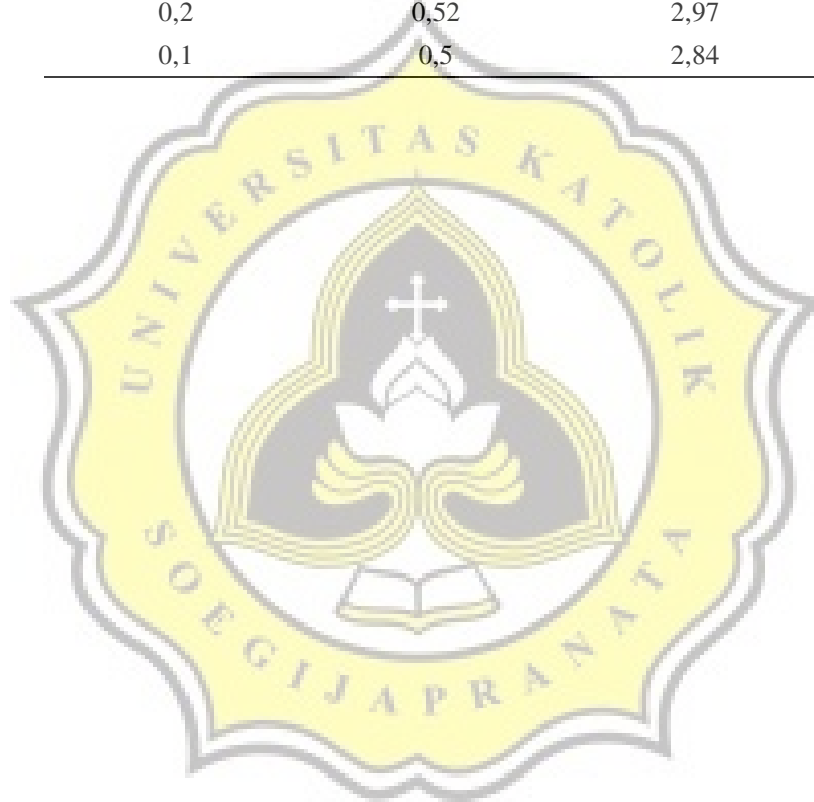 0,2 0,52 2,97
0,1 0,5 2,84
UNIVERSITAS KATOLIK
SOEGIJAPRANATA